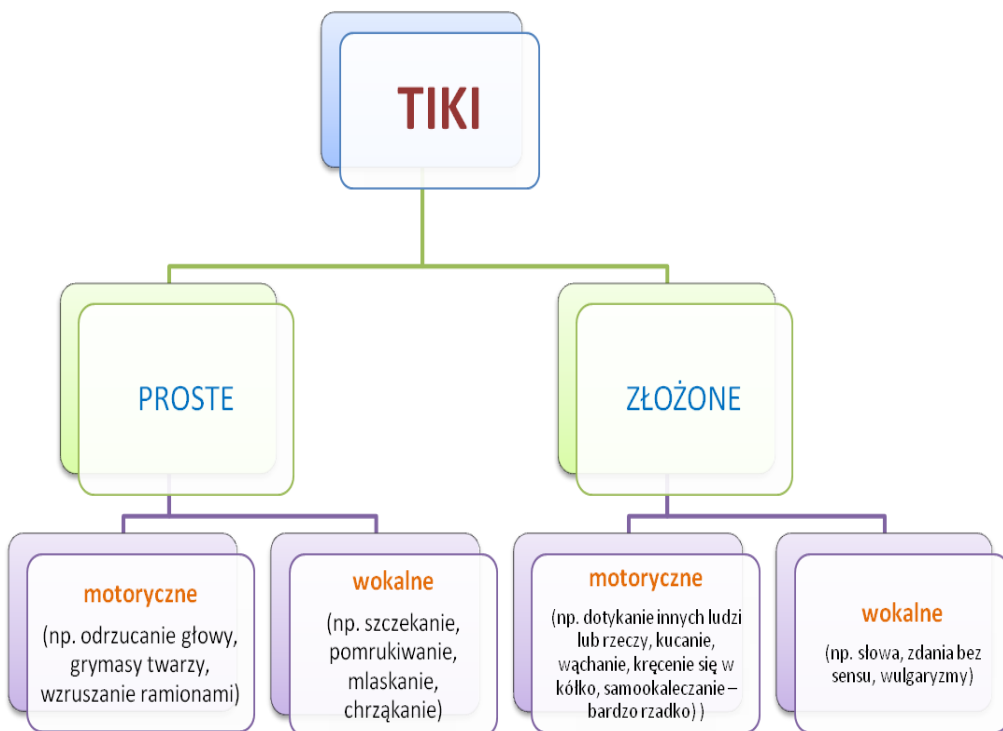 TIKI
PROSTE
ZŁOŻONE
motoryczne
(np. odrzucanie głowy,
grymasy twarzy,
wzruszanie ramionami)
wokalne
(np. szczekanie,
pomrukiwanie,
mlaskanie,
chrząkanie)
motoryczne
(np. dotykanie innych ludzi
lub rzeczy, kucanie,
wąchanie, kręcenie się w
kółko, samookaleczanie –
bardzo rzadko) )
wokalne
(np. słowa, zdania bez
sensu, wulgaryzmy)